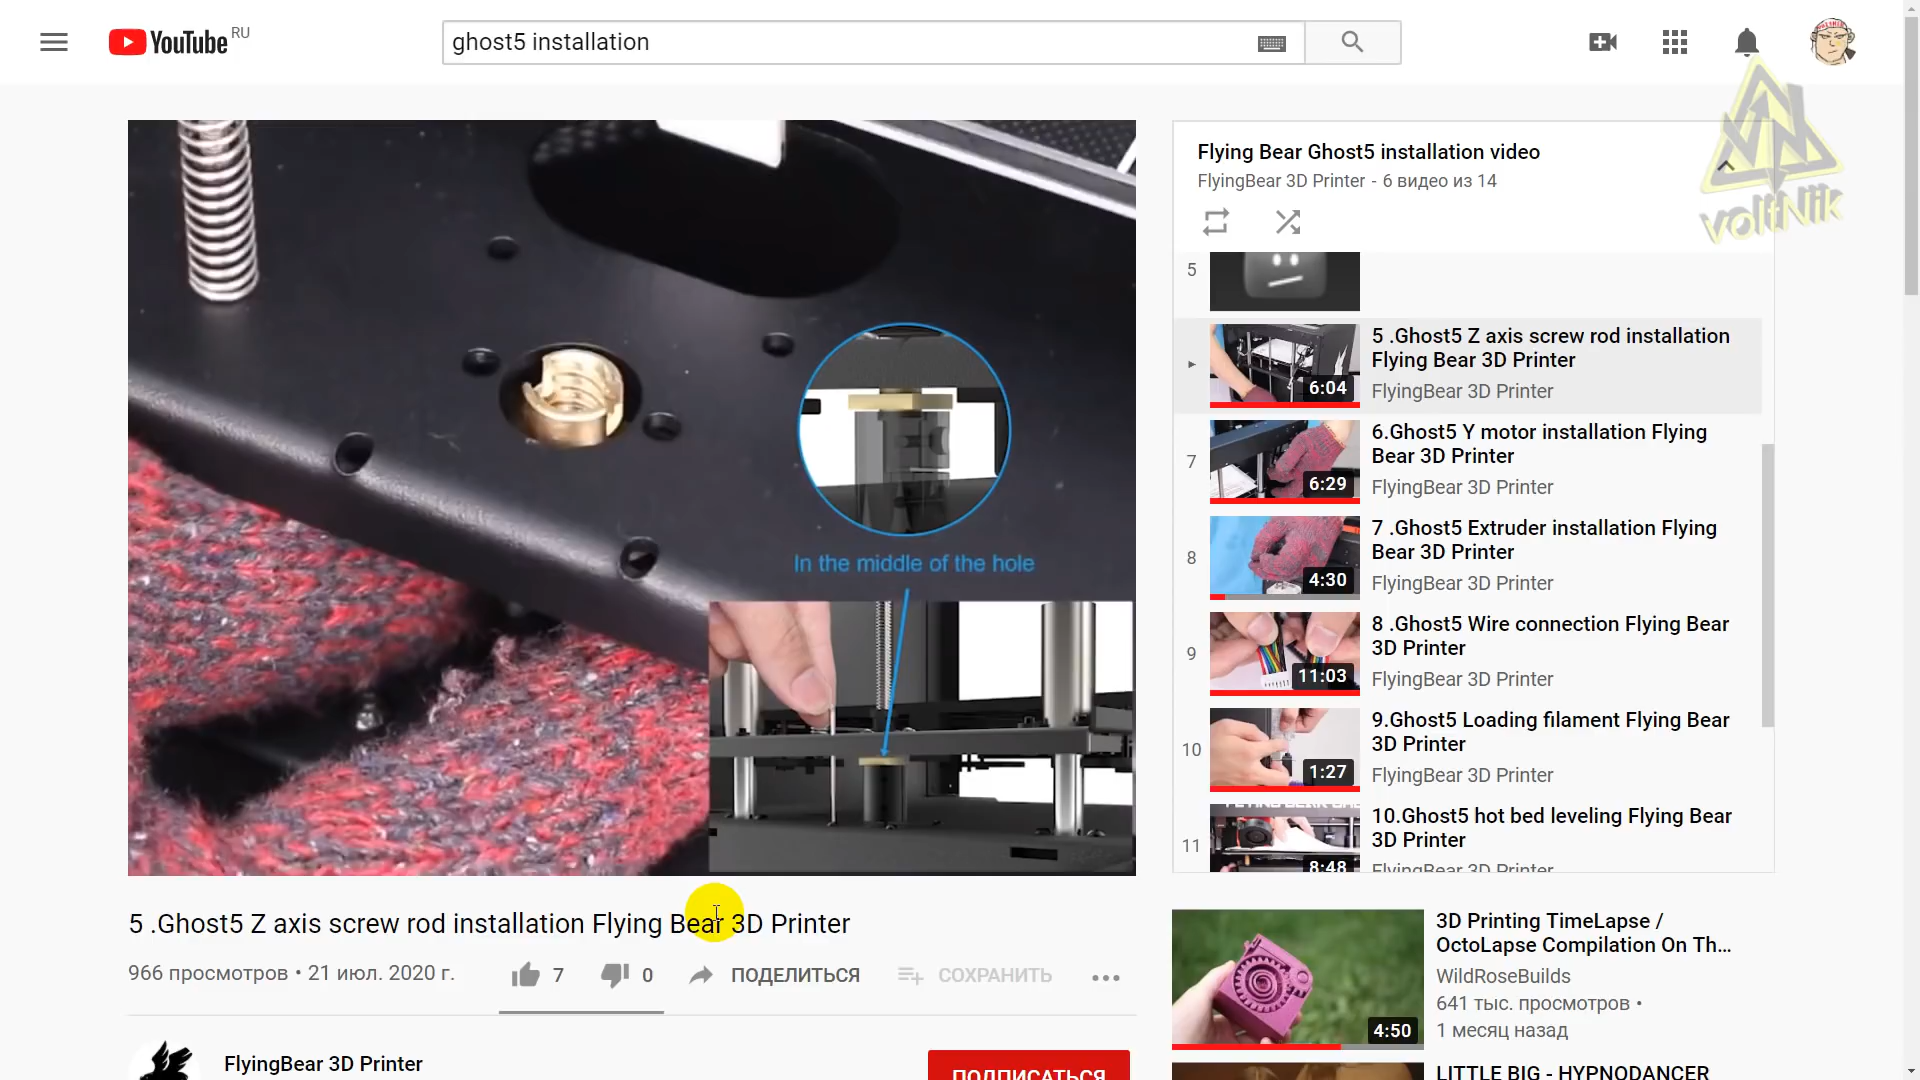 YouTube RU
ghost5 installation
voltNik
In the middle of the hole
5 .Ghost5 Z axis screw rod installation Flying Bear 3D Printer
966 просмотров • 21 июл. 2020 г.
7
0
ПОДЕЛИТЬСЯ
СОХРАНИТЬ
FlyingBear 3D Printer
ПОДПИСАТЬСЯ
Flying Bear Ghost5 installation video
FlyingBear 3D Printer - 6 видео из 14
5
6:04
5 .Ghost5 Z axis screw rod installation
Flying Bear 3D Printer
FlyingBear 3D Printer
7
6:29
6.Ghost5 Y motor installation Flying
Bear 3D Printer
FlyingBear 3D Printer
8
4:30
7 .Ghost5 Extruder installation Flying
Bear 3D Printer
FlyingBear 3D Printer
9
11:03
8 .Ghost5 Wire connection Flying Bear
3D Printer
FlyingBear 3D Printer
10
1:27
9.Ghost5 Loading filament Flying Bear
3D Printer
FlyingBear 3D Printer
11
8:48
10.Ghost5 hot bed leveling Flying Bear
3D Printer
FlyingBear 3D Printer
4:50
3D Printing TimeLapse /
OctoLapse Compilation On Th...
WildRoseBuilds
641 тыс. просмотров •
1 месяц назад
LITTLE BIG - HYPNODANCER